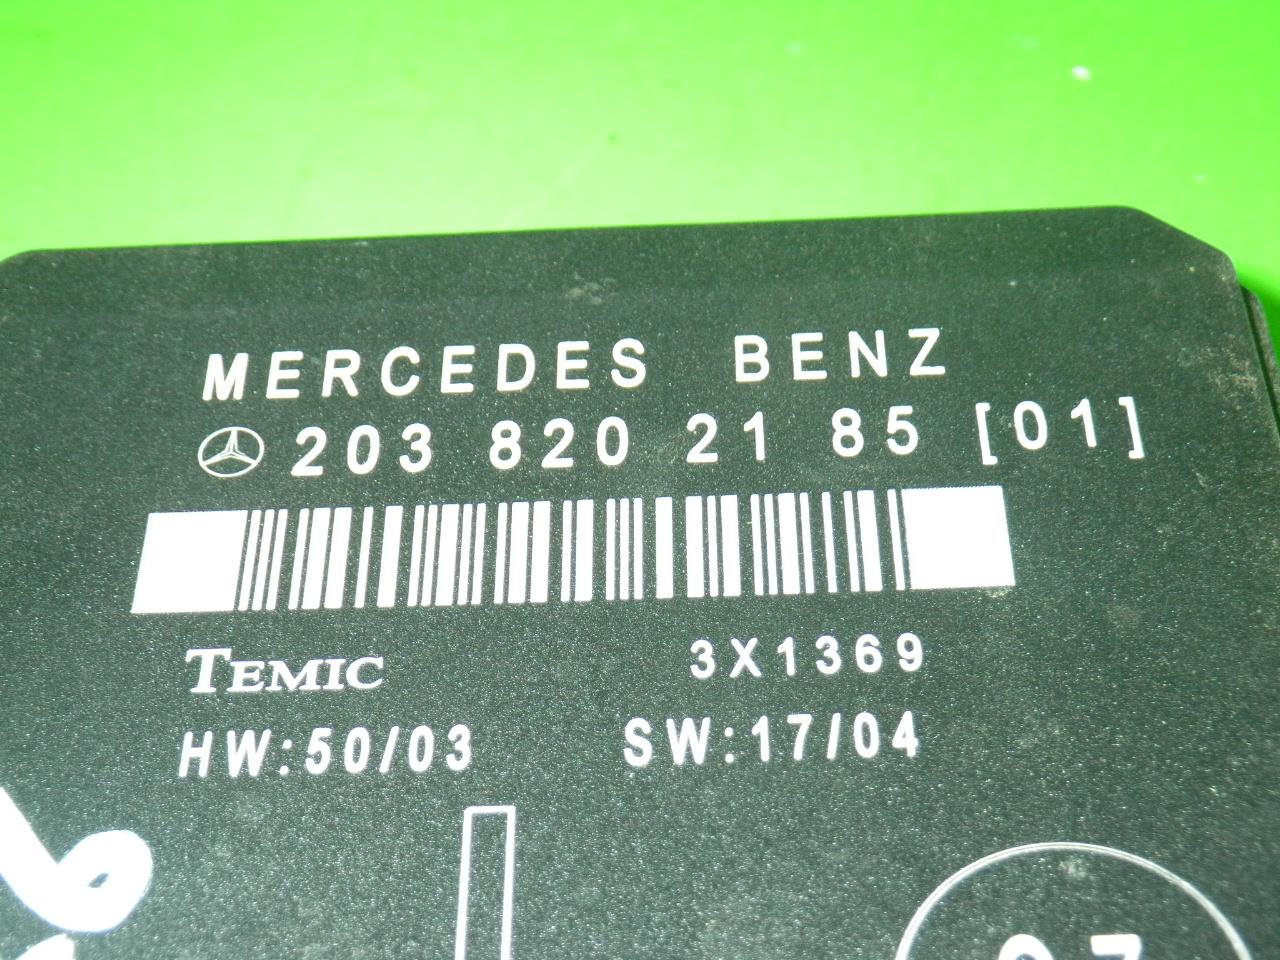 MERCEDES BENZ
203 820 21 85 [01]
TEMIC 3X1369
HW:50/03 SW:17/04